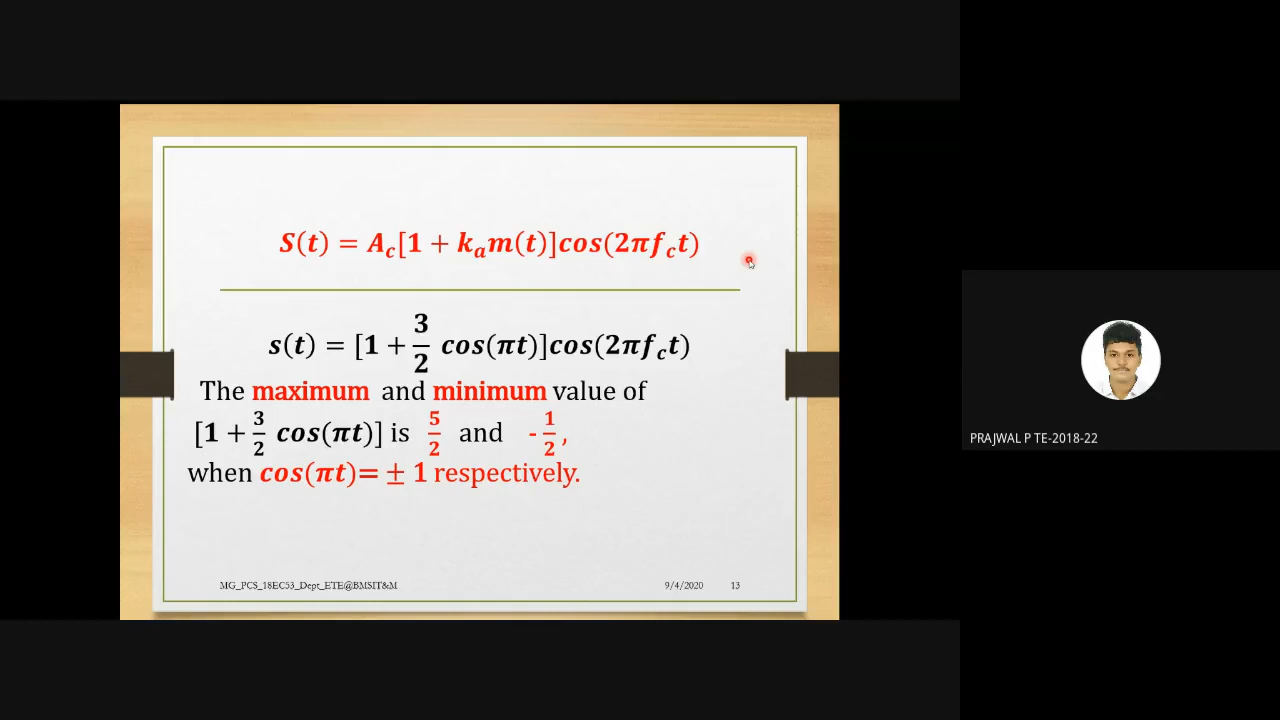 S(t) = A_c[1 + k_a m(t)]cos(2πf_c t)
s(t) = [1 + 3/2 cos(πt)]cos(2πf_c t)
The maximum and minimum value of
[1 + 3/2 cos(πt)] is 5/2 and - 1/2 ,
when cos(πt)= ± 1 respectively.
MG_PCS_18EC53_Dept_ETE@BMSIT&M 9/4/2020 13
PRAJWAL P TE-2018-22